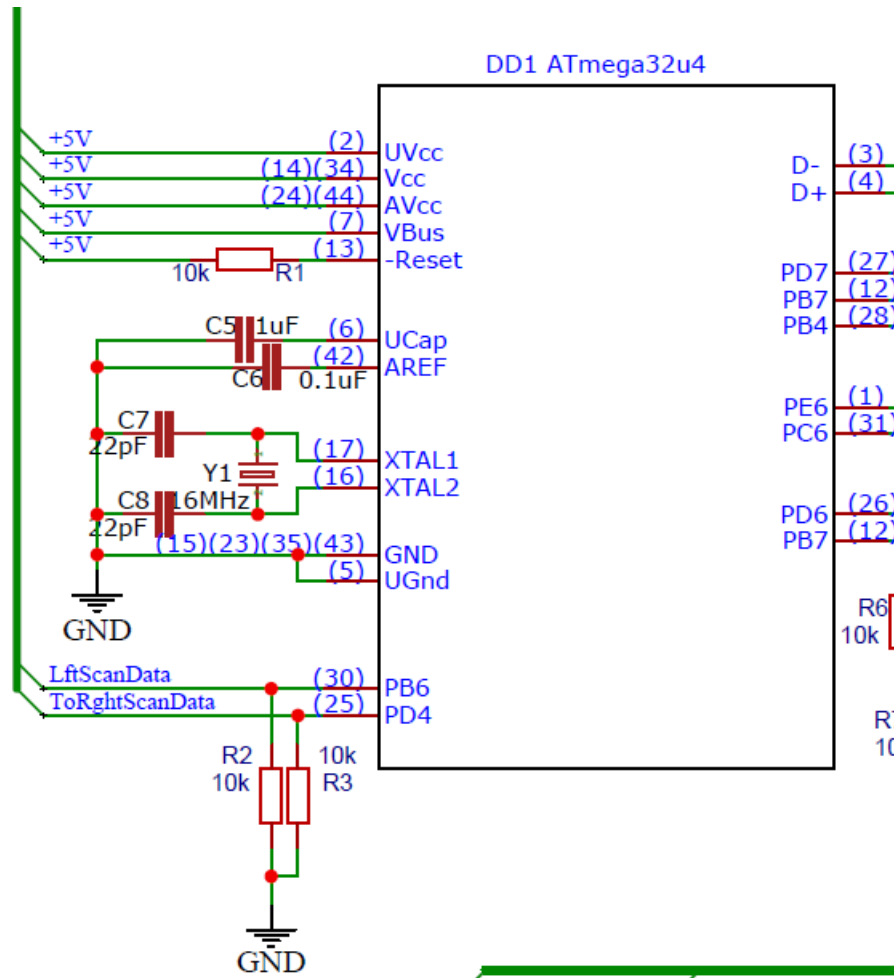 DD1 ATmega32u4
+5V (2) UVcc
+5V (14)(34) Vcc
+5V (24)(44) AVcc
+5V (7) VBus
+5V (13) -Reset
10k R1
C5 1uF (6) UCap
C6 0.1uF (42) AREF
C7
22pF
(17) XTAL1
Y1 (16) XTAL2
C8 16MHz
22pF
(15)(23)(35)(43) GND
(5) UGnd
GND
LftScanData (30) PB6
ToRghtScanData (25) PD4
R2 10k
10k R3
GND
D- (3)
D+ (4)
PD7 (27)
PB7 (12)
PB4 (28)
PE6 (1)
PC6 (31)
PD6 (26)
PB7 (12)
R6
10k